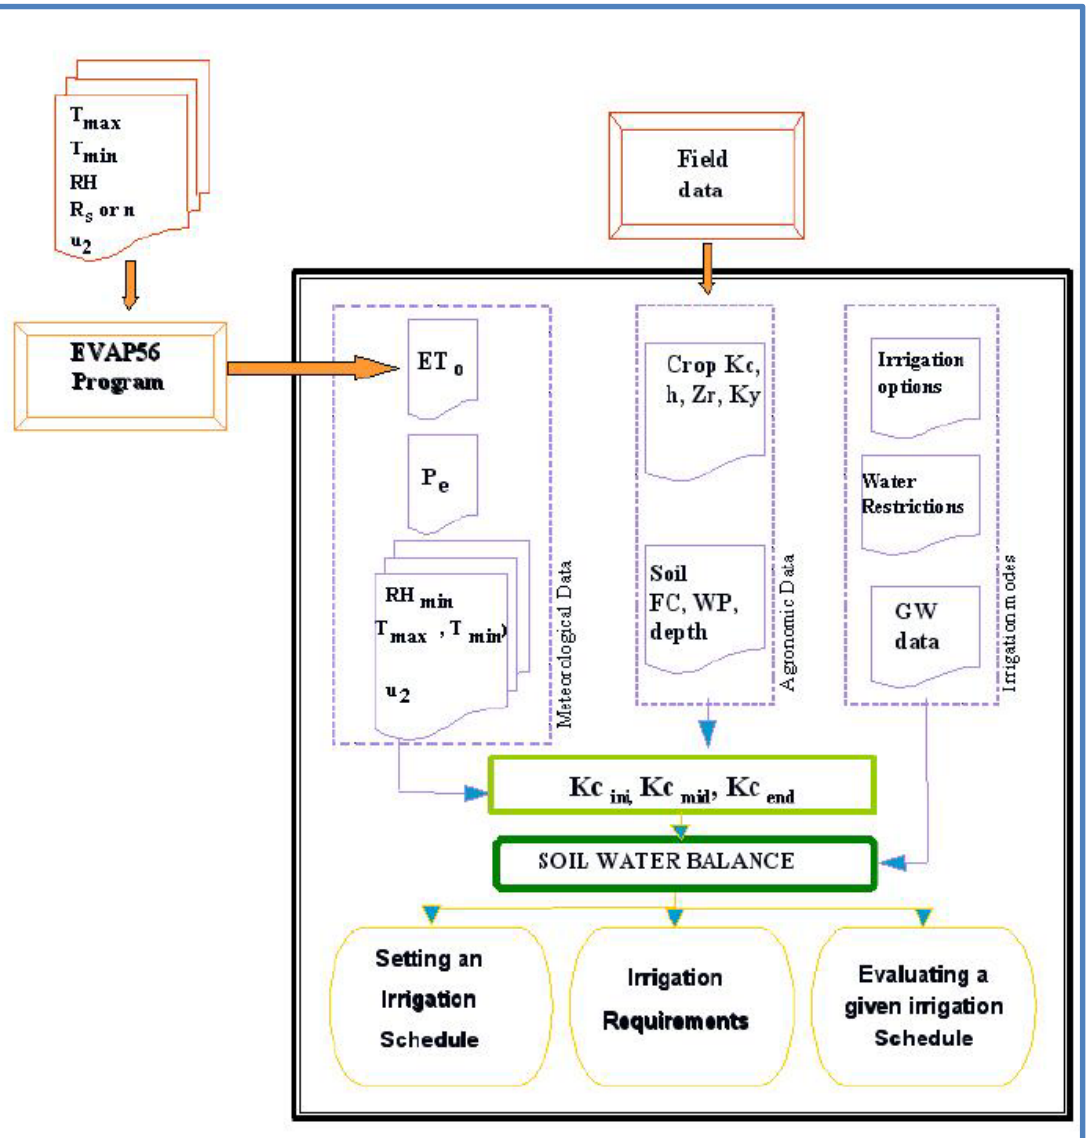 T max
T min
RH
R s or n
u 2
EVAP56
Program
Field
data
ET o
P e
RH min
T max , T min)
u 2
Meteorological Data
Crop Kc,
h, Zr, Ky
Soil
FC, WP,
depth
Agronomic Data
Irrigation
options
Water
Restrictions
GW
data
Irrigation modes
Kc ini, Kc mid, Kc end
SOIL WATER BALANCE
Setting an
Irrigation
Schedule
Irrigation
Requirements
Evaluating a
given irrigation
Schedule